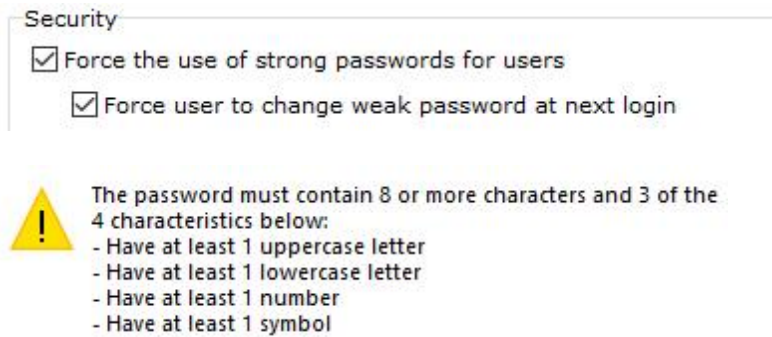 Security
Force the use of strong passwords for users
Force user to change weak password at next login
The password must contain 8 or more characters and 3 of the
4 characteristics below:
- Have at least 1 uppercase letter
- Have at least 1 lowercase letter
- Have at least 1 number
- Have at least 1 symbol